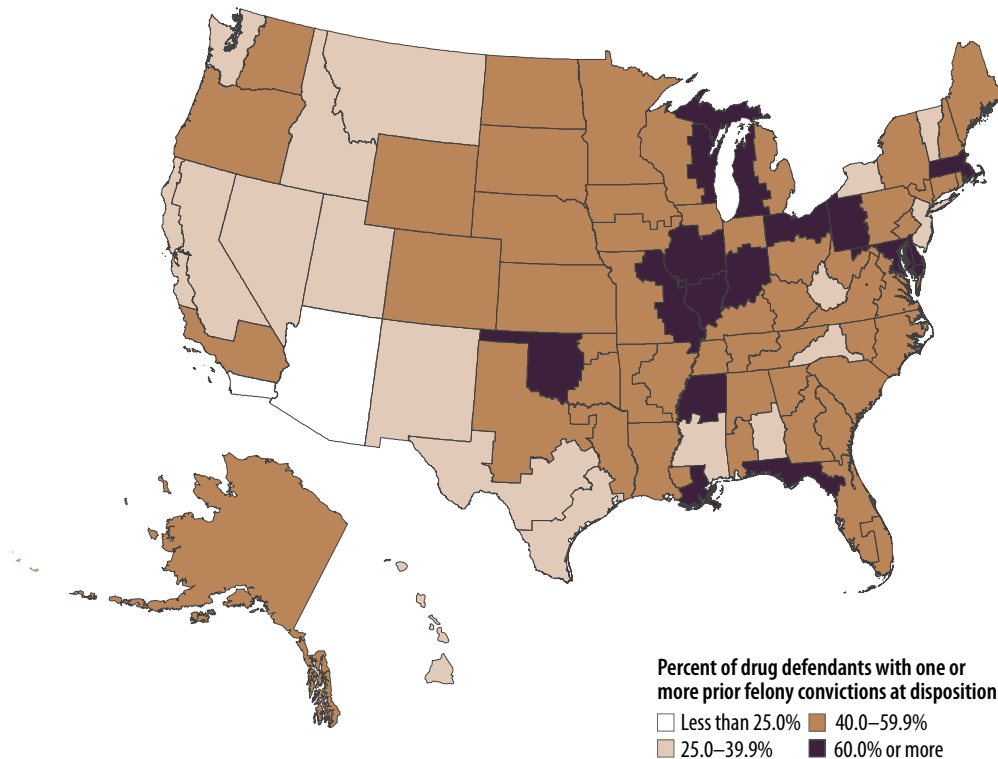 Percent of drug defendants with one or
more prior felony convictions at disposition
Less than 25.0% 40.0–59.9%
25.0–39.9% 60.0% or more